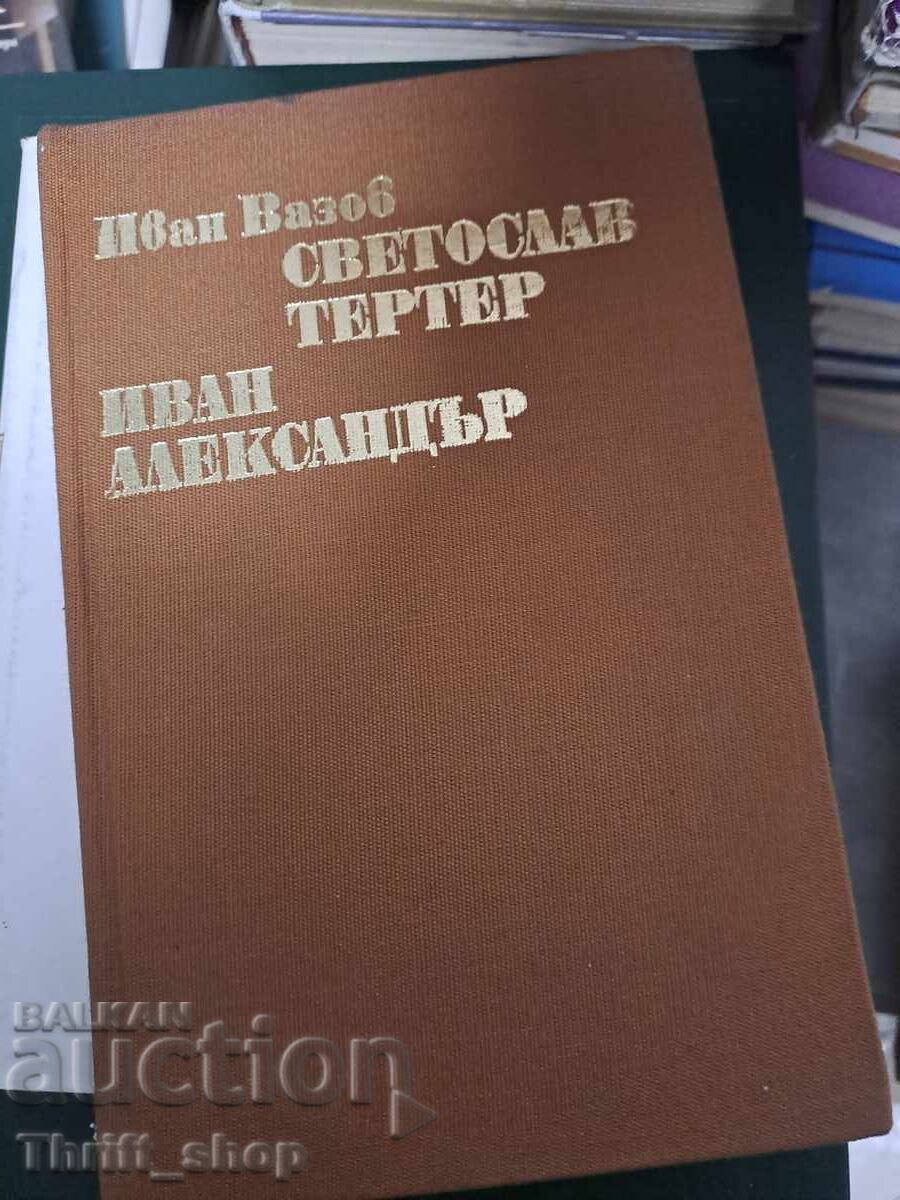 Иван Вазов
СВЕТОСЛАВ
ТЕРТЕР
ИВАН
АЛЕКСАНДЪР
BALKAN
auction
Thrift_shop